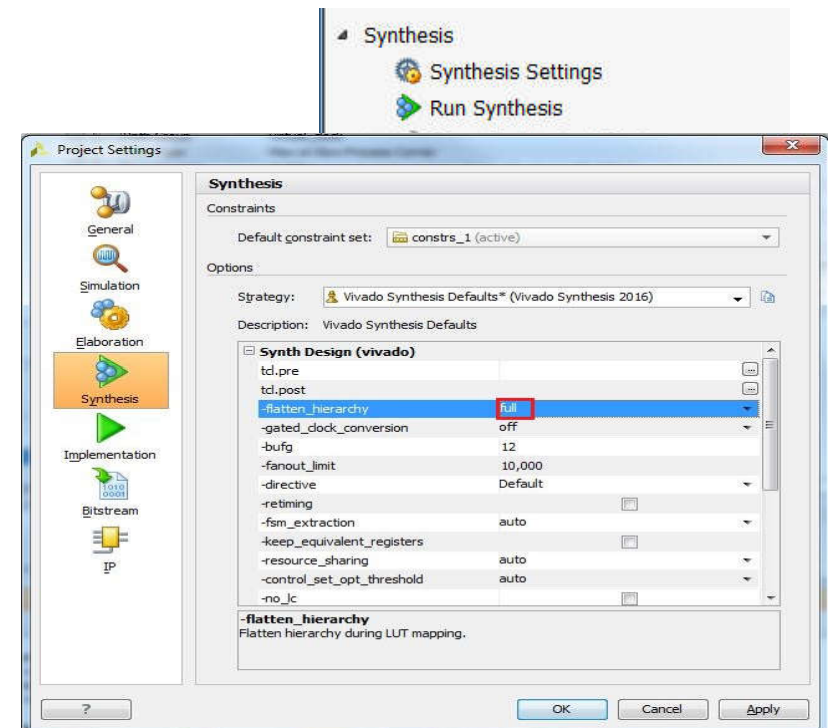 Synthesis
Synthesis Settings
Run Synthesis
Project Settings
General
Simulation
Elaboration
Synthesis
Implementation
Bitstream
IP
Synthesis
Constraints
Default constraint set: constrs_1 (active)
Options
Strategy: Vivado Synthesis Defaults* (Vivado Synthesis 2016)
Description: Vivado Synthesis Defaults
Synth Design (vivado)
tcl.pre
tcl.post
-flatten_hierarchy full
-gated_clock_conversion off
-bufg 12
-fanout_limit 10,000
-directive Default
-retiming
-fsm_extraction auto
-keep_equivalent_registers
-resource_sharing auto
-control_set_opt_threshold auto
-no_lc
-flatten_hierarchy
Flatten hierarchy during LUT mapping.
? OK Cancel Apply